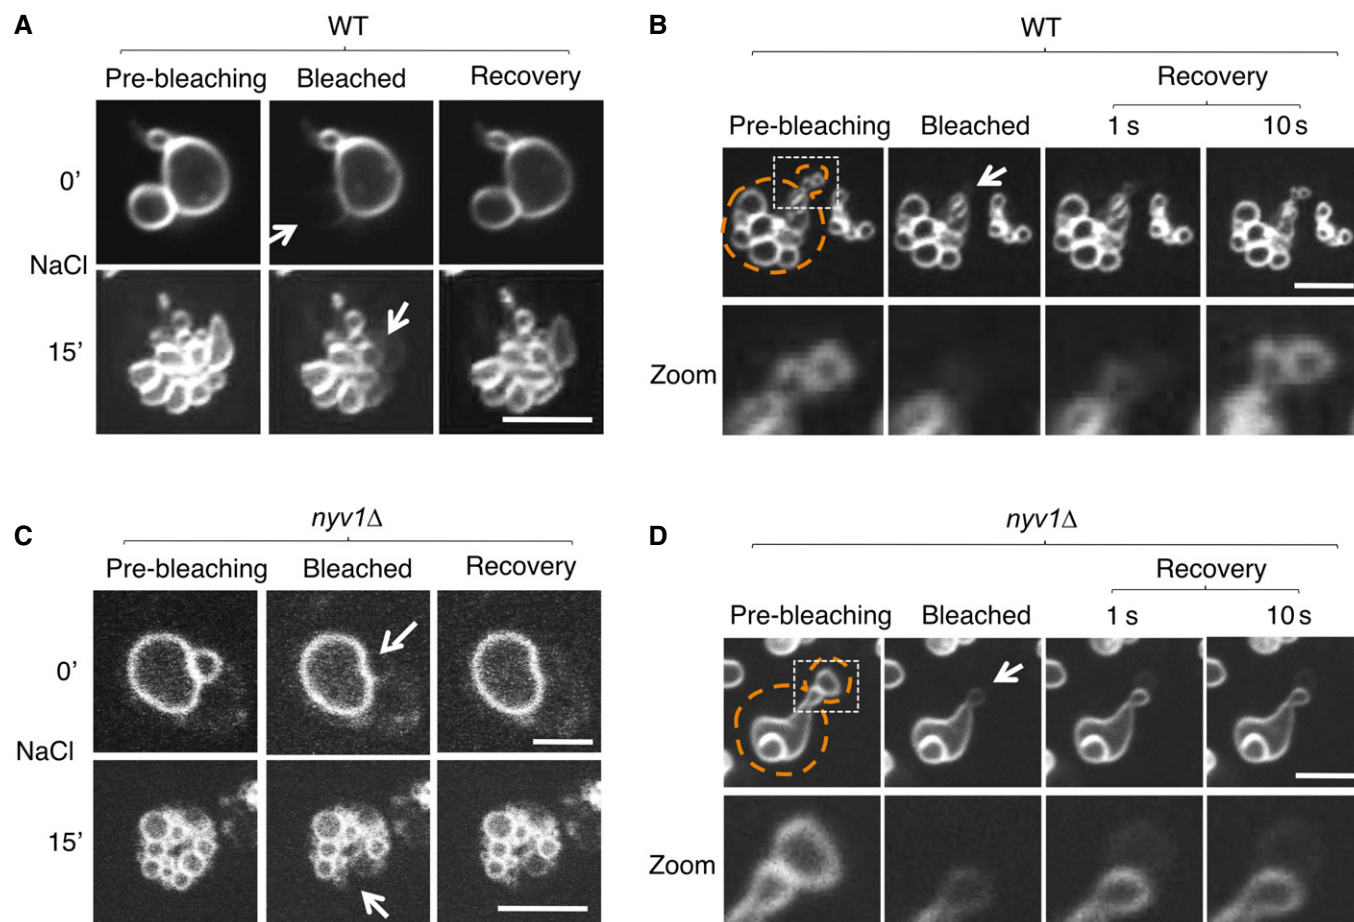 A
WT
Pre-bleaching Bleached Recovery
0’
NaCl
15’
B
WT
Recovery
Pre-bleaching Bleached 1 s 10 s
Zoom
C
nyv1Δ
Pre-bleaching Bleached Recovery
0’
NaCl
15’
D
nyv1Δ
Recovery
Pre-bleaching Bleached 1 s 10 s
Zoom